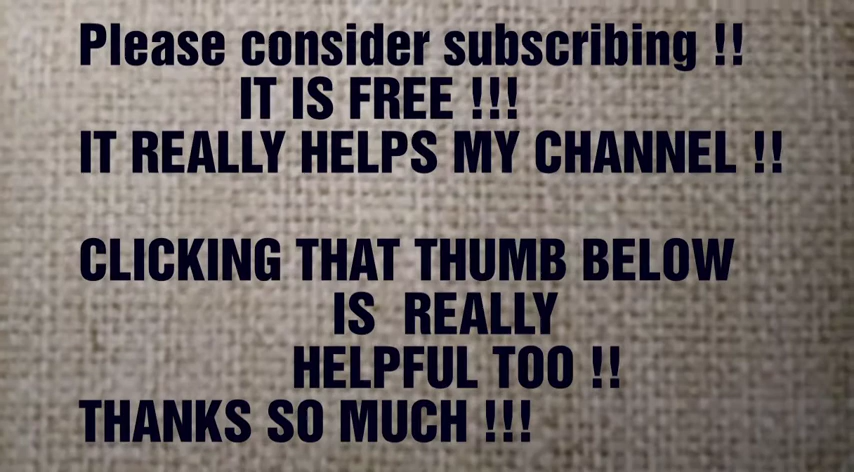 Please consider subscribing !!
IT IS FREE !!!
IT REALLY HELPS MY CHANNEL !!
CLICKING THAT THUMB BELOW
IS REALLY
HELPFUL TOO !!
THANKS SO MUCH !!!